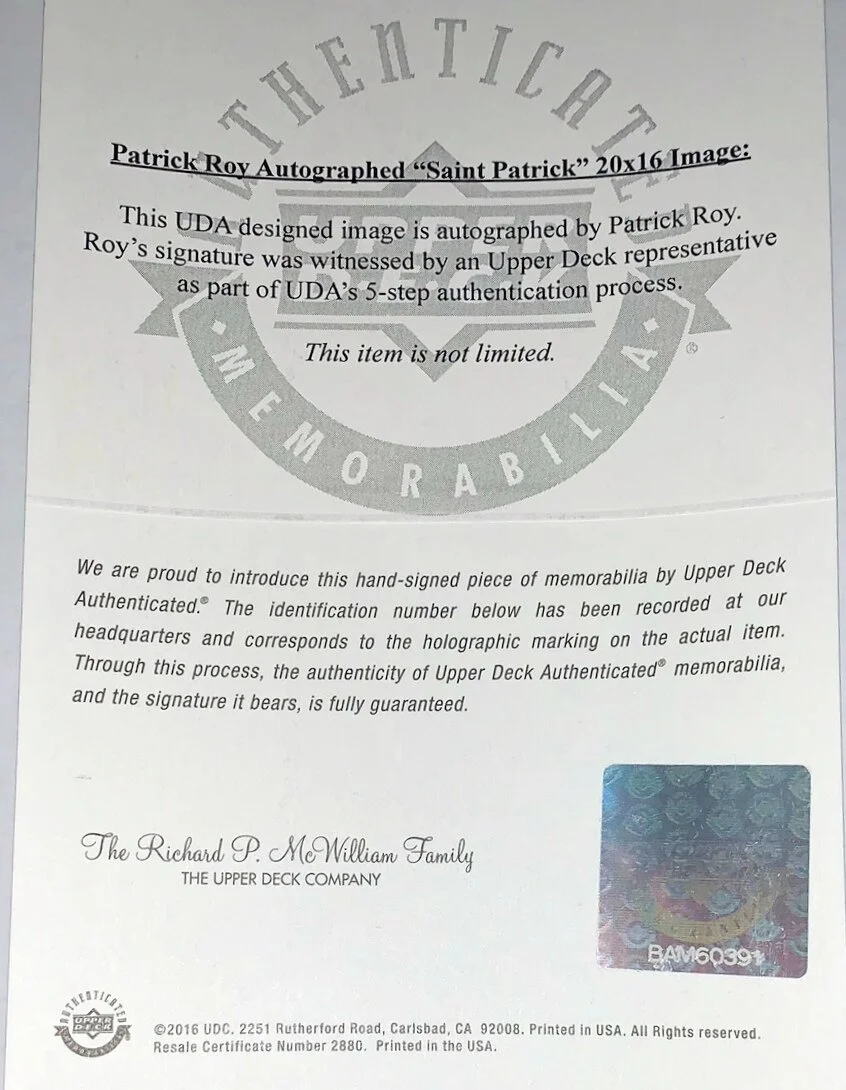 AUTHENTICATED
Patrick Roy Autographed “Saint Patrick” 20x16 Image:
This UDA designed image is autographed by Patrick Roy.
Roy’s signature was witnessed by an Upper Deck representative
as part of UDA’s 5-step authentication process.
This item is not limited.
UPPER
DECK
MEMORABILIA ®
We are proud to introduce this hand-signed piece of memorabilia by Upper Deck
Authenticated.® The identification number below has been recorded at our
headquarters and corresponds to the holographic marking on the actual item.
Through this process, the authenticity of Upper Deck Authenticated® memorabilia,
and the signature it bears, is fully guaranteed.
The Richard P. McWilliam Family
THE UPPER DECK COMPANY
BAM60391
AUTHENTICATED
UPPER
DECK
MEMORABILIA
©2016 UDC. 2251 Rutherford Road, Carlsbad, CA 92008. Printed in USA. All Rights reserved.
Resale Certificate Number 2880. Printed in the USA.